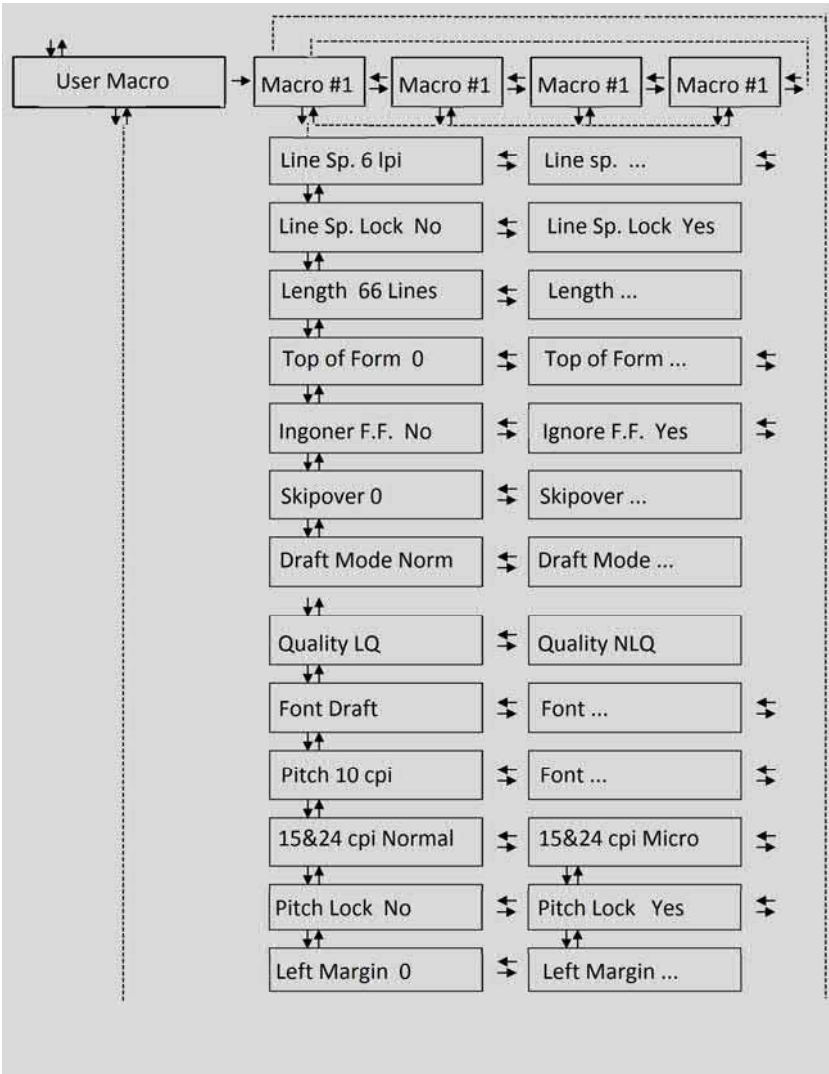 User Macro Macro #1 Macro #1 Macro #1 Macro #1
Line Sp. 6 lpi Line sp. ...
Line Sp. Lock No Line Sp. Lock Yes
Length 66 Lines Length ...
Top of Form 0 Top of Form ...
Ingoner F.F. No Ignore F.F. Yes
Skipover 0 Skipover ...
Draft Mode Norm Draft Mode ...
Quality LQ Quality NLQ
Font Draft Font ...
Pitch 10 cpi Font ...
15&24 cpi Normal 15&24 cpi Micro
Pitch Lock No Pitch Lock Yes
Left Margin 0 Left Margin ...